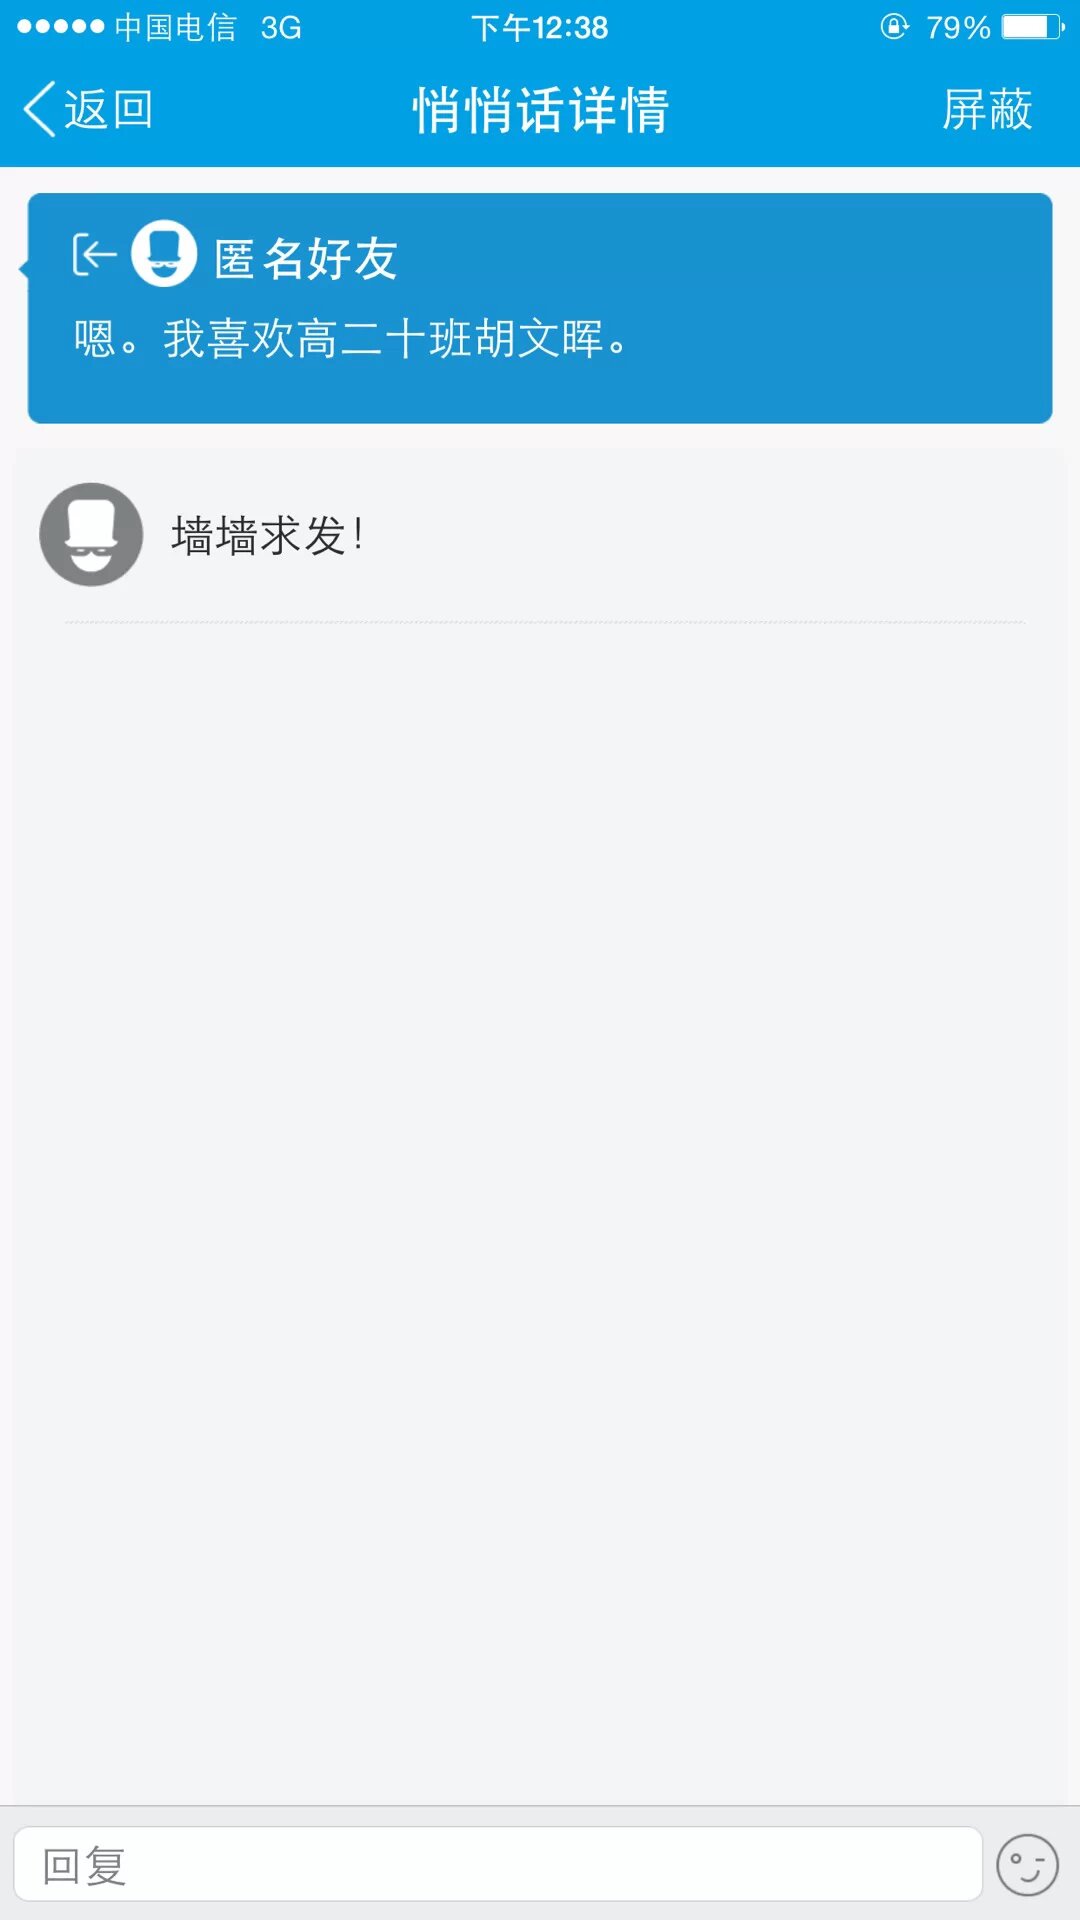 中国电信 3G 下午12:38 79%
返回 悄悄话详情 屏蔽
匿名好友
嗯。我喜欢高二十班胡文晖。
墙墙求发!
回复